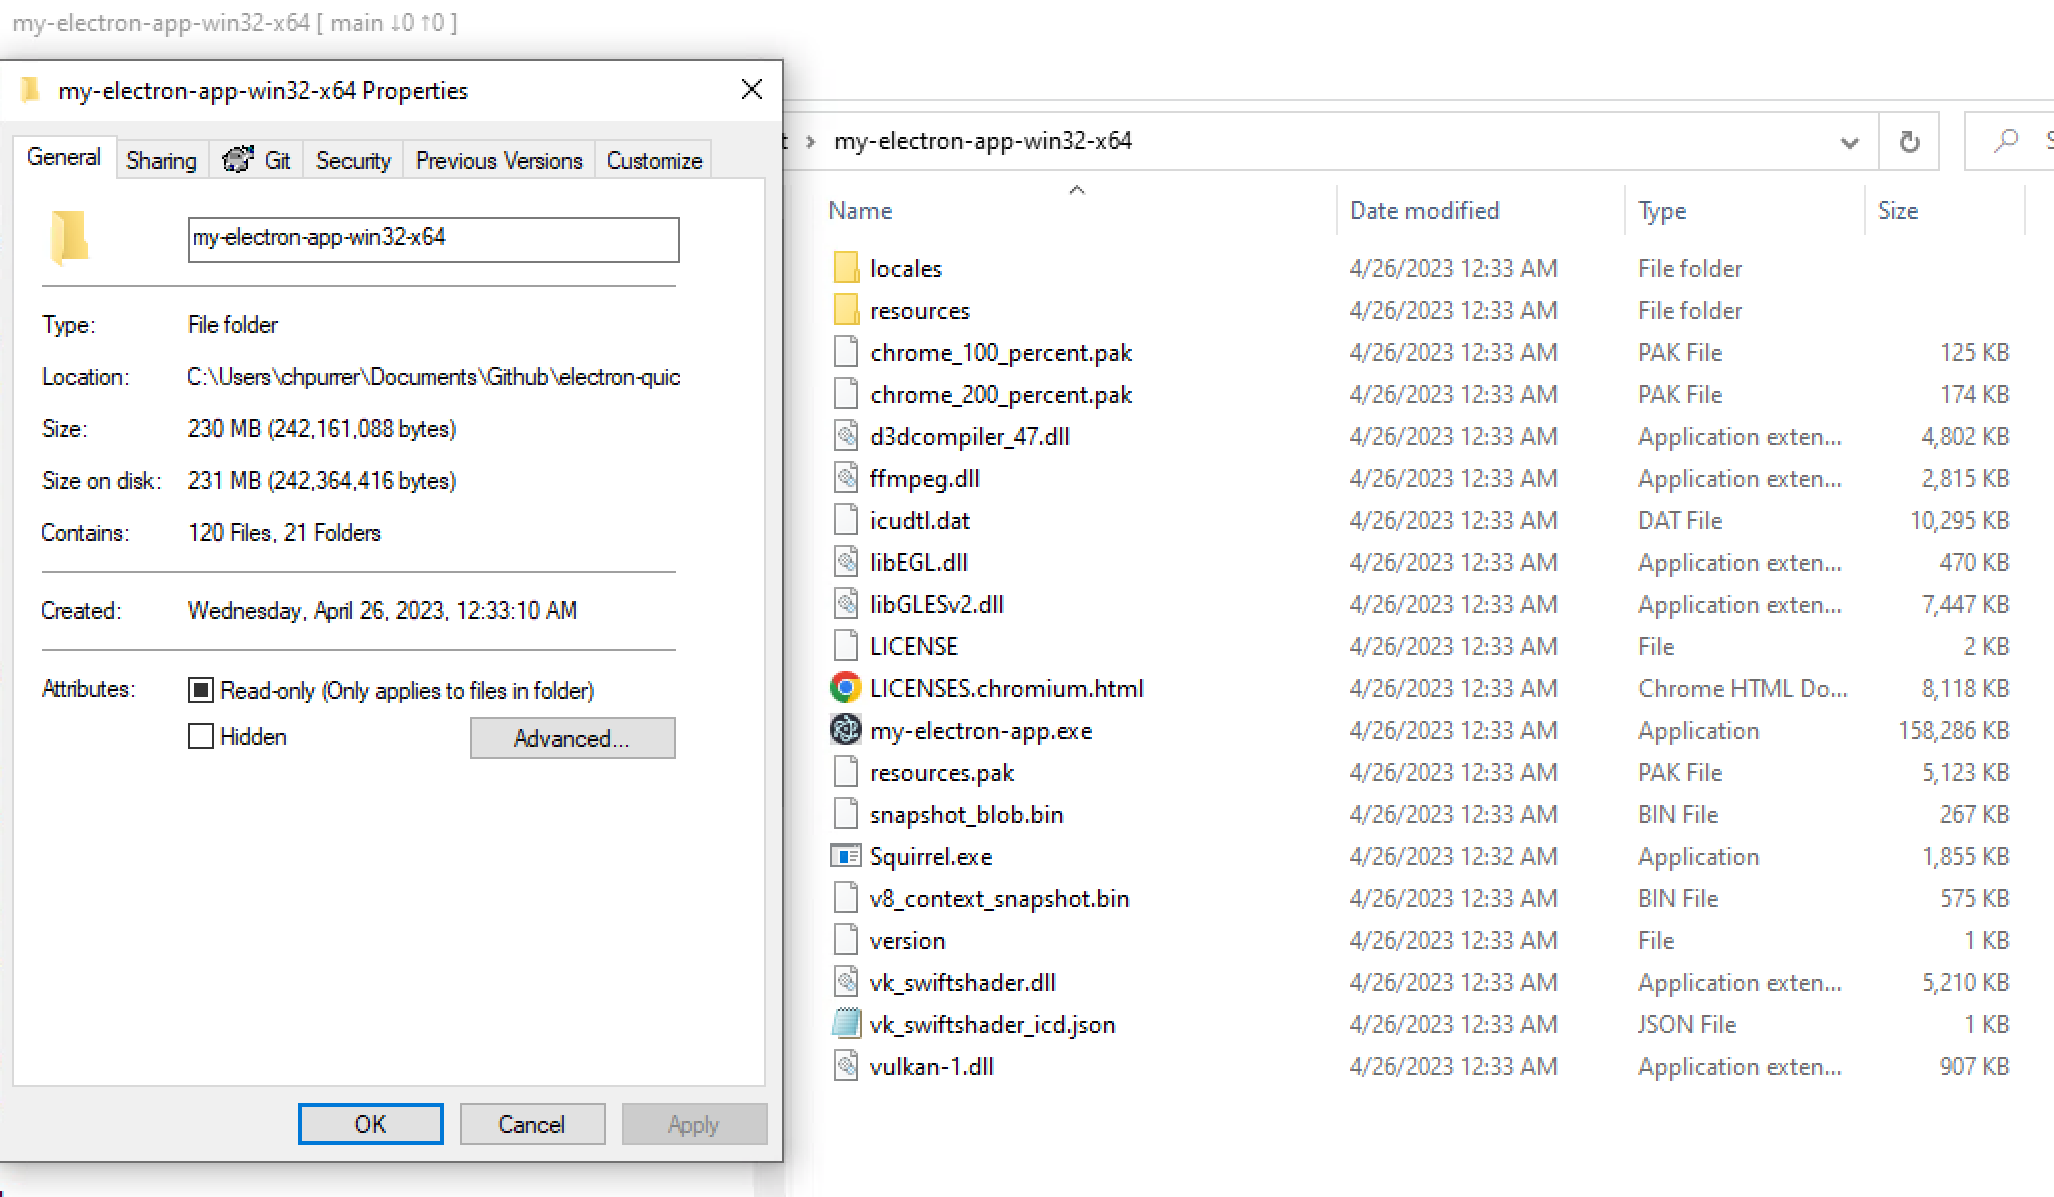 my-electron-app-win32-x64 [ main ↓0 ↑0 ]
my-electron-app-win32-x64 Properties
General Sharing Git Security Previous Versions Customize
my-electron-app-win32-x64
Type: File folder
Location: C:\Users\chpurrer\Documents\Github\electron-quic
Size: 230 MB (242,161,088 bytes)
Size on disk: 231 MB (242,364,416 bytes)
Contains: 120 Files, 21 Folders
Created: Wednesday, April 26, 2023, 12:33:10 AM
Attributes: Read-only (Only applies to files in folder)
Hidden Advanced...
OK Cancel Apply
t › my-electron-app-win32-x64 S
Name Date modified Type Size
locales 4/26/2023 12:33 AM File folder
resources 4/26/2023 12:33 AM File folder
chrome_100_percent.pak 4/26/2023 12:33 AM PAK File 125 KB
chrome_200_percent.pak 4/26/2023 12:33 AM PAK File 174 KB
d3dcompiler_47.dll 4/26/2023 12:33 AM Application exten... 4,802 KB
ffmpeg.dll 4/26/2023 12:33 AM Application exten... 2,815 KB
icudtl.dat 4/26/2023 12:33 AM DAT File 10,295 KB
libEGL.dll 4/26/2023 12:33 AM Application exten... 470 KB
libGLESv2.dll 4/26/2023 12:33 AM Application exten... 7,447 KB
LICENSE 4/26/2023 12:33 AM File 2 KB
LICENSES.chromium.html 4/26/2023 12:33 AM Chrome HTML Do... 8,118 KB
my-electron-app.exe 4/26/2023 12:33 AM Application 158,286 KB
resources.pak 4/26/2023 12:33 AM PAK File 5,123 KB
snapshot_blob.bin 4/26/2023 12:33 AM BIN File 267 KB
Squirrel.exe 4/26/2023 12:32 AM Application 1,855 KB
v8_context_snapshot.bin 4/26/2023 12:33 AM BIN File 575 KB
version 4/26/2023 12:33 AM File 1 KB
vk_swiftshader.dll 4/26/2023 12:33 AM Application exten... 5,210 KB
vk_swiftshader_icd.json 4/26/2023 12:33 AM JSON File 1 KB
vulkan-1.dll 4/26/2023 12:33 AM Application exten... 907 KB